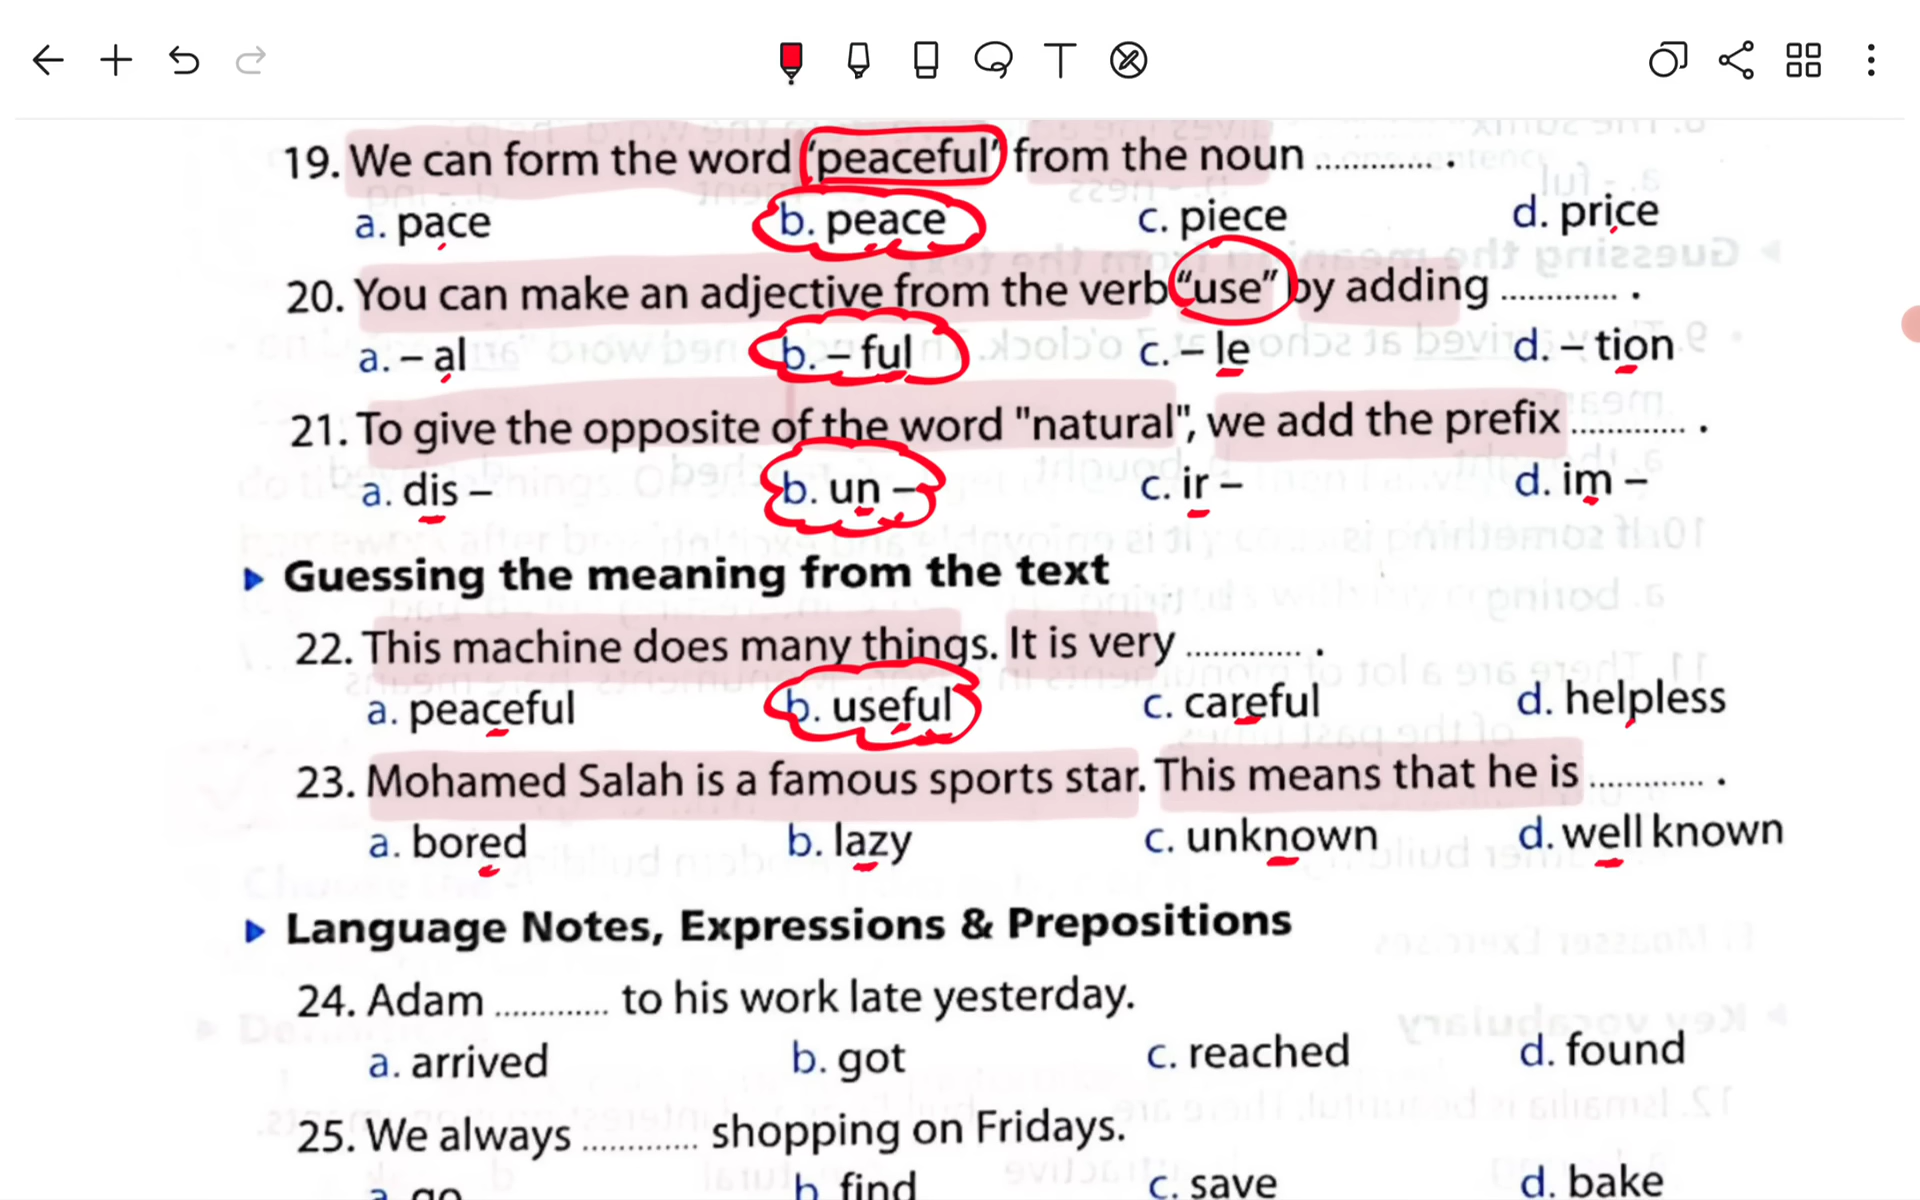 19. We can form the word 'peaceful' from the noun ............. .
a. pace b. peace c. piece d. price
20. You can make an adjective from the verb "use" by adding ............. .
a. – al b. – ful c. – le d. – tion
21. To give the opposite of the word "natural", we add the prefix ............. .
a. dis – b. un – c. ir – d. im –
Guessing the meaning from the text
22. This machine does many things. It is very ............. .
a. peaceful b. useful c. careful d. helpless
23. Mohamed Salah is a famous sports star. This means that he is ............. .
a. bored b. lazy c. unknown d. well known
Language Notes, Expressions & Prepositions
24. Adam ............. to his work late yesterday.
a. arrived b. got c. reached d. found
25. We always ............. shopping on Fridays.
a. go b. find c. save d. bake